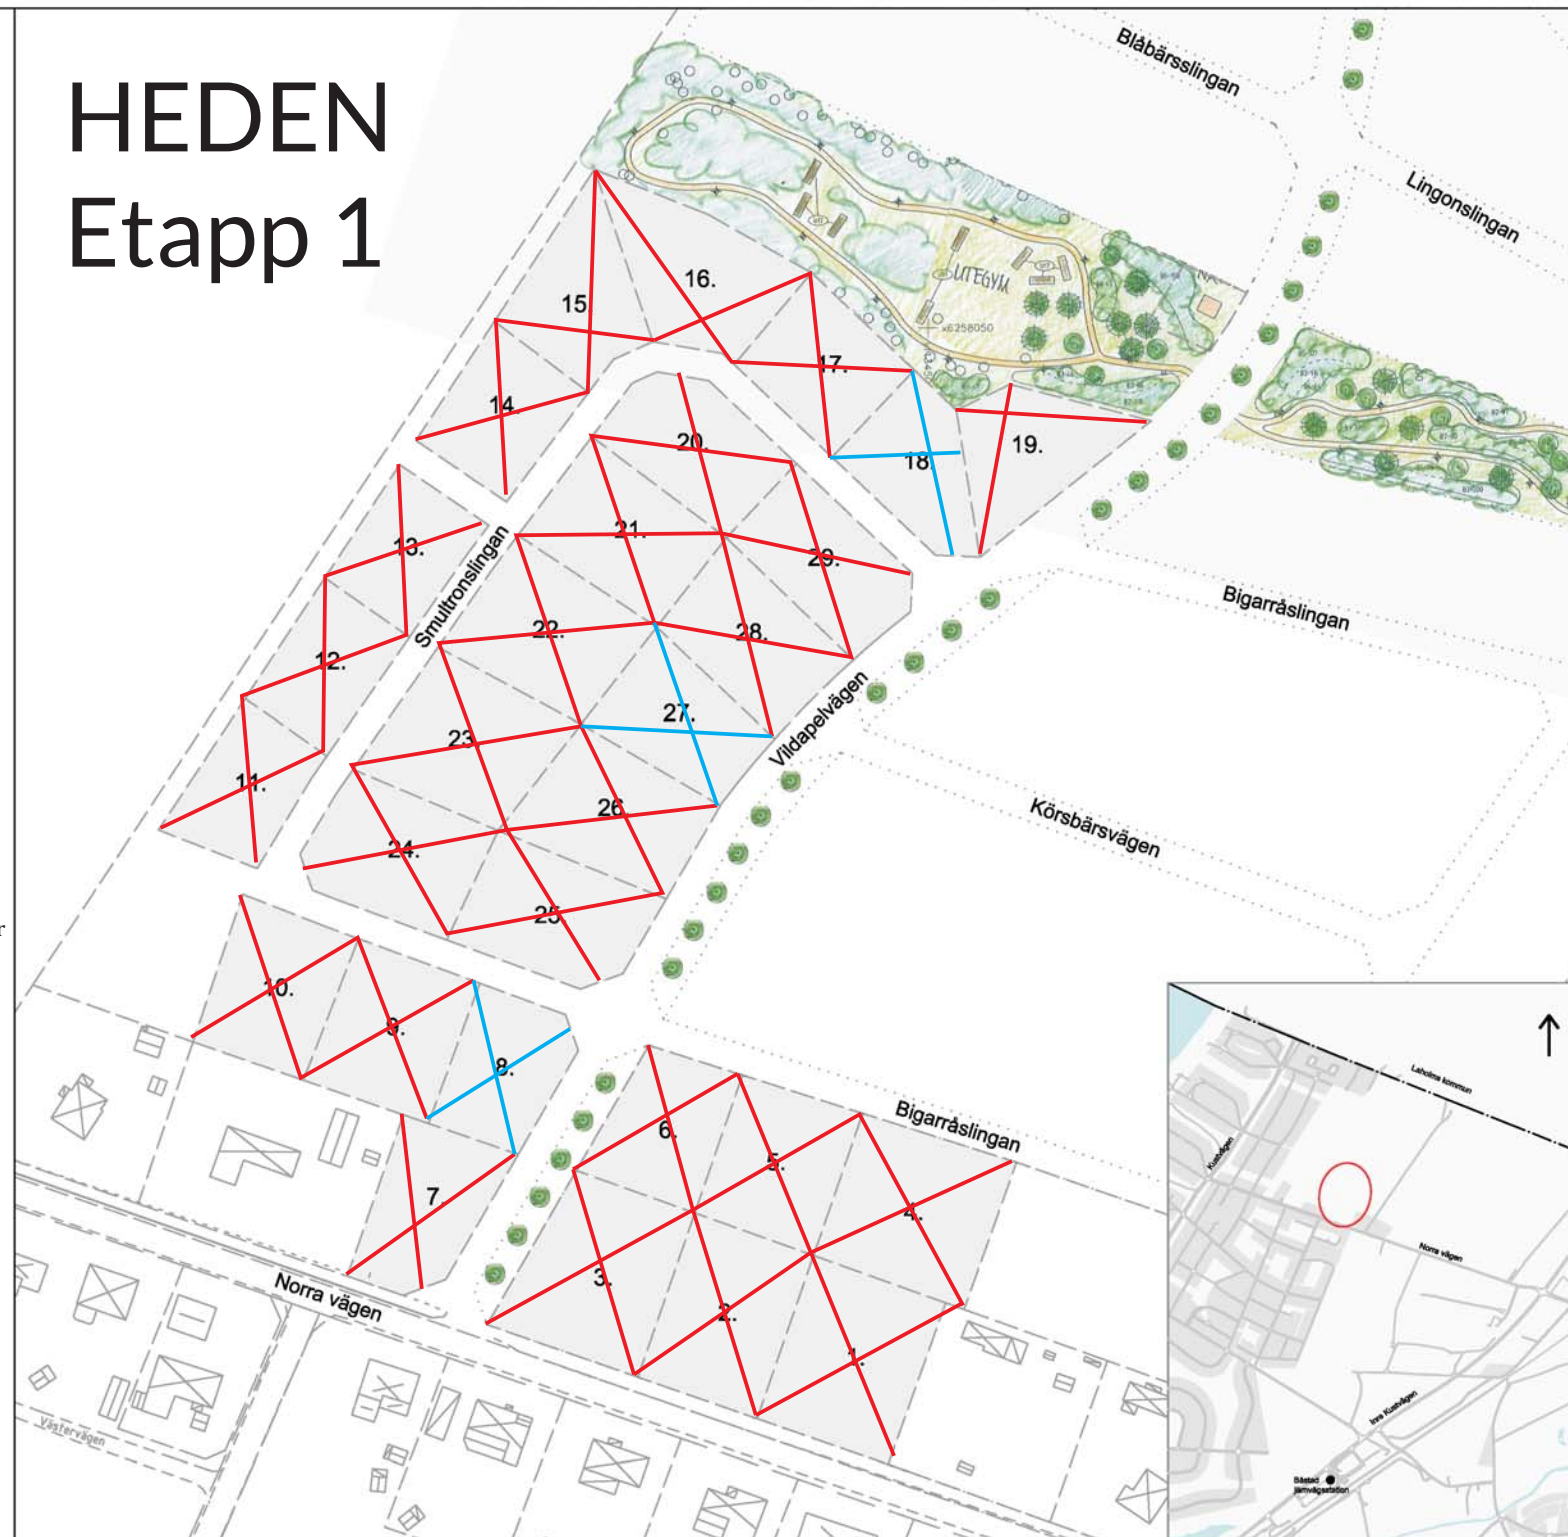 HEDEN
Etapp 1
Blåbärsslingan
Lingonslingan
UTEGYM
x6258050
16.
15.
17.
14.
19.
18.
20.
21.
29.
13.
Smultronslingan
Bigarråslingan
22.
28.
12.
27.
Vildapelvägen
23.
11.
26.
Körsbärsvägen
24.
25.
r
10.
9.
8.
Bigarråslingan
6.
5.
7.
4.
3.
2.
1.
Norra vägen
Västervägen
Laholms kommun
Kustvägen
Norra vägen
Inre Kustvägen
Båstad
järnvägsstation